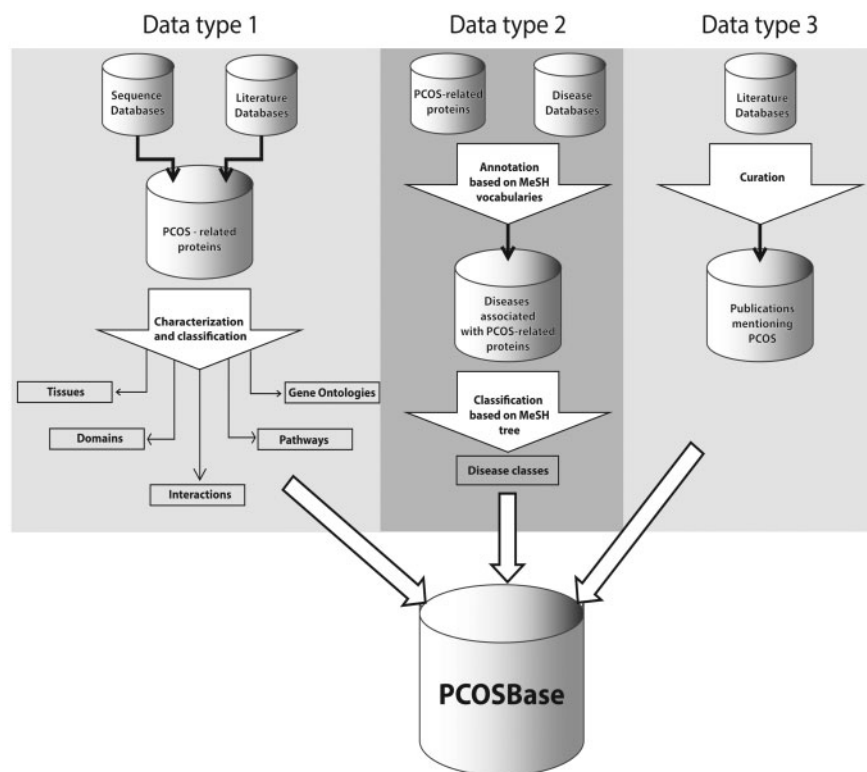 Data type 1
Data type 2
Data type 3
Sequence
Databases
Literature
Databases
PCOS - related
proteins
Characterization
and classification
Tissues
Gene Ontologies
Domains
Pathways
Interactions
PCOS-related
proteins
Disease
Databases
Annotation
based on MeSH
vocabularies
Diseases
associated
with PCOS-related
proteins
Classification
based on MeSH
tree
Disease classes
Literature
Databases
Curation
Publications
mentioning
PCOS
PCOSBase